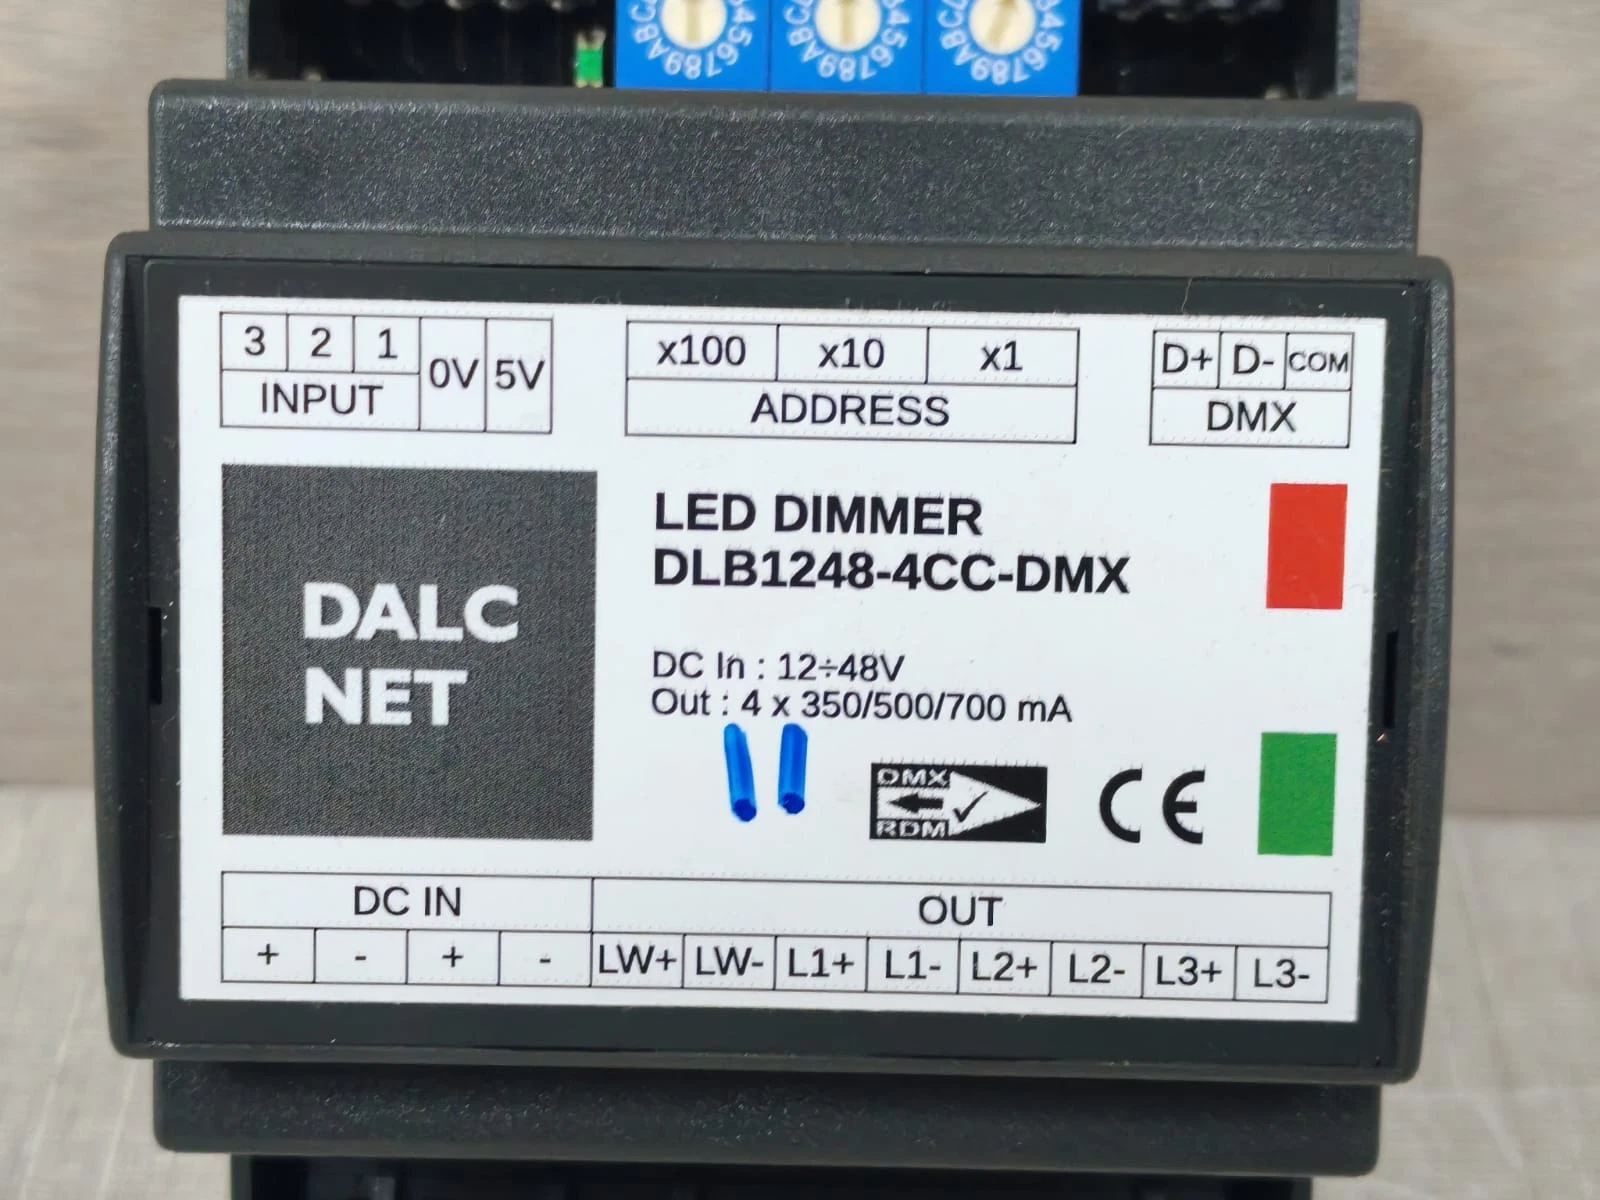 3 2 1 0V 5V
INPUT
x100 x10 x1
ADDRESS
D+ D- COM
DMX
DALC
NET
LED DIMMER
DLB1248-4CC-DMX
DC In : 12÷48V
Out : 4 x 350/500/700 mA
DMX
RDM
CE
DC IN OUT
+ - + - LW+ LW- L1+ L1- L2+ L2- L3+ L3-